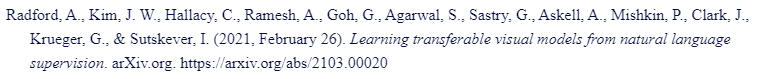 Radford, A., Kim, J. W., Hallacy, C., Ramesh, A., Goh, G., Agarwal, S., Sastry, G., Askell, A., Mishkin, P., Clark, J.,
Krueger, G., & Sutskever, I. (2021, February 26). Learning transferable visual models from natural language
supervision. arXiv.org. https://arxiv.org/abs/2103.00020